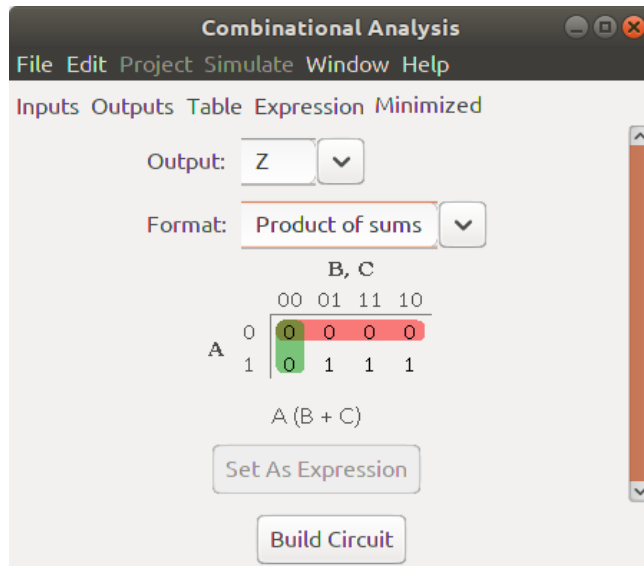 Combinational Analysis
File Edit Project Simulate Window Help
Inputs Outputs Table Expression Minimized
Output: Z
Format: Product of sums
B, C
00 01 11 10
A
0 0 0 0 0
1 0 1 1 1
A (B + C)
Set As Expression
Build Circuit